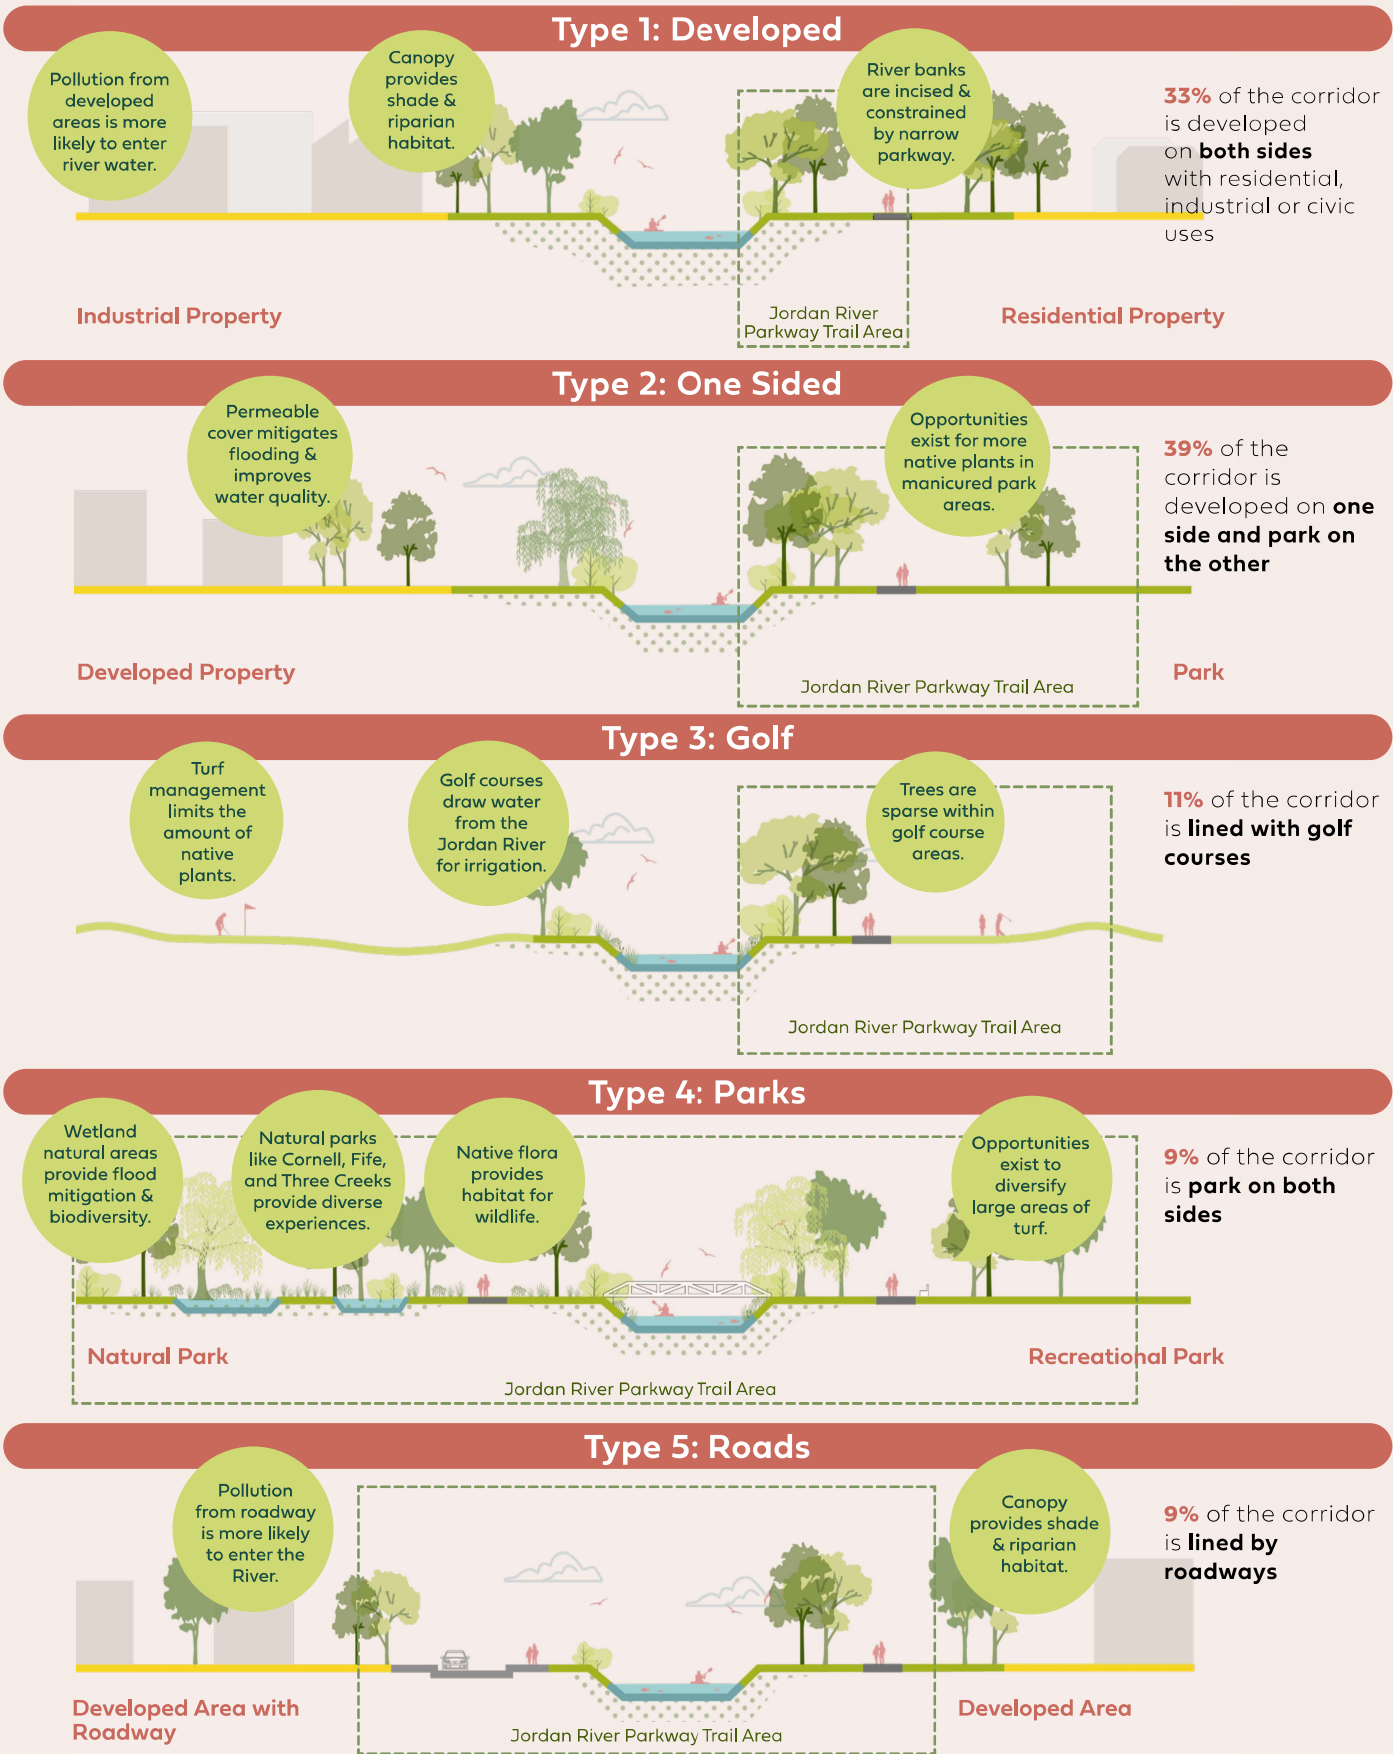 Type 1: Developed
Pollution from
developed
areas is more
likely to enter
river water.
Canopy
provides
shade &
riparian
habitat.
River banks
are incised &
constrained
by narrow
parkway.
33% of the corridor
is developed
on both sides
with residential,
industrial or civic
uses
Industrial Property
Jordan River
Parkway Trail Area
Residential Property
Type 2: One Sided
Permeable
cover mitigates
flooding &
improves
water quality.
Opportunities
exist for more
native plants in
manicured park
areas.
39% of the
corridor is
developed on one
side and park on
the other
Developed Property
Jordan River Parkway Trail Area
Park
Type 3: Golf
Turf
management
limits the
amount of
native
plants.
Golf courses
draw water
from the
Jordan River
for irrigation.
Trees are
sparse within
golf course
areas.
11% of the corridor
is lined with golf
courses
Jordan River Parkway Trail Area
Type 4: Parks
Wetland
natural areas
provide flood
mitigation &
biodiversity.
Natural parks
like Cornell, Fife,
and Three Creeks
provide diverse
experiences.
Native flora
provides
habitat for
wildlife.
Opportunities
exist to
diversify
large areas of
turf.
9% of the corridor
is park on both
sides
Natural Park
Recreational Park
Jordan River Parkway Trail Area
Type 5: Roads
Pollution
from roadway
is more likely
to enter the
River.
Canopy
provides shade
& riparian
habitat.
9% of the corridor
is lined by
roadways
Developed Area with
Roadway
Jordan River Parkway Trail Area
Developed Area